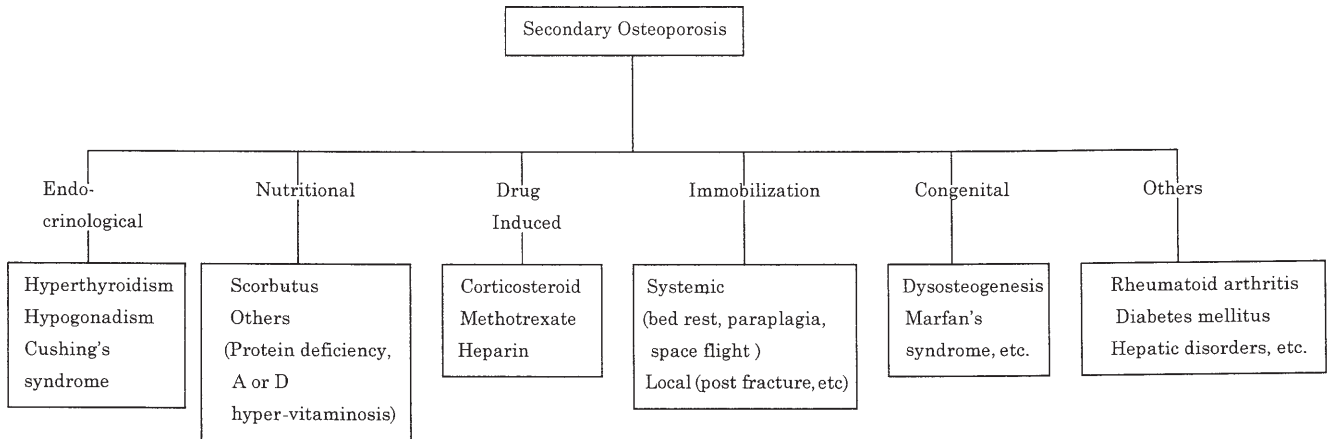 Secondary Osteoporosis
Endo-
crinological
Nutritional
Drug
Induced
Immobilization
Congenital
Others
Hyperthyroidism
Hypogonadism
Cushing's
syndrome
Scorbutus
Others
(Protein deficiency,
A or D
hyper-vitaminosis)
Corticosteroid
Methotrexate
Heparin
Systemic
(bed rest, paraplagia,
space flight )
Local (post fracture, etc)
Dysosteogenesis
Marfan's
syndrome, etc.
Rheumatoid arthritis
Diabetes mellitus
Hepatic disorders, etc.